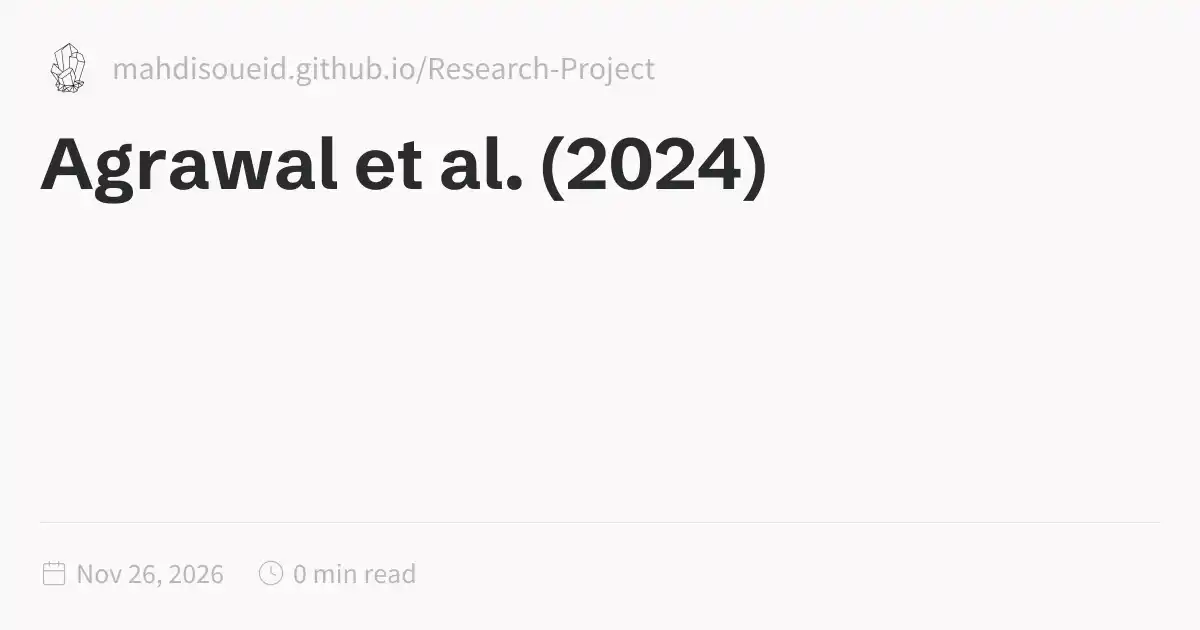 mahdisoueid.github.io/Research-Project
Agrawal et al. (2024)
Nov 26, 2026
0 min read